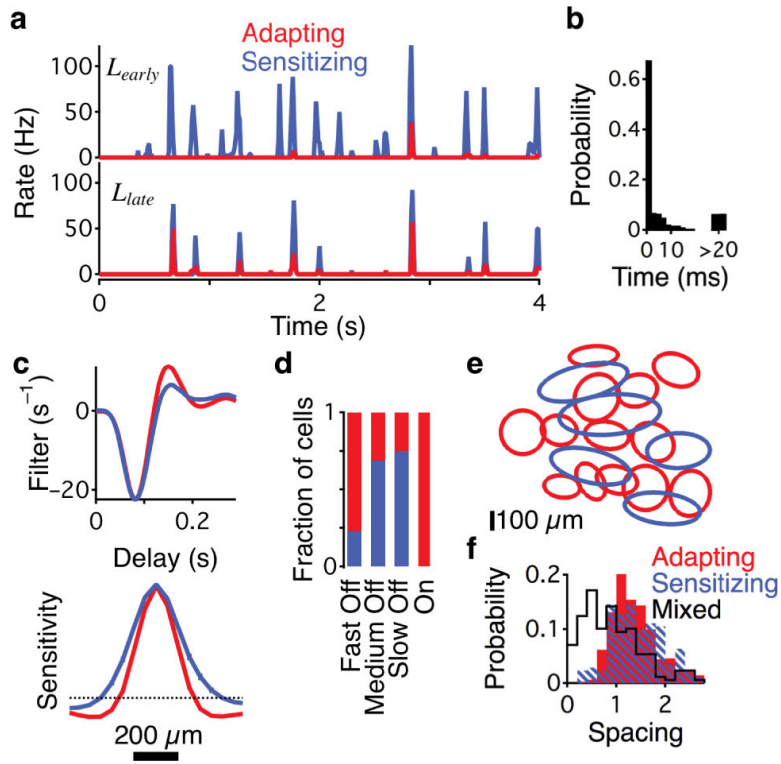 a
Adapting
Sensitizing
L_early
100
50
0
L_late
100
50
0
Rate (Hz)
0
2
4
Time (s)
b
0.6
0.4
0.2
0
Probability
0 10 >20
Time (ms)
c
0
−20
Filter (s⁻¹)
0
0.2
Delay (s)
Sensitivity
200 μm
d
1
0
Fraction of cells
Fast Off
Medium Off
Slow Off
On
e
100 μm
f
Adapting
Sensitizing
Mixed
0.2
0.1
0
Probability
0
1
2
Spacing